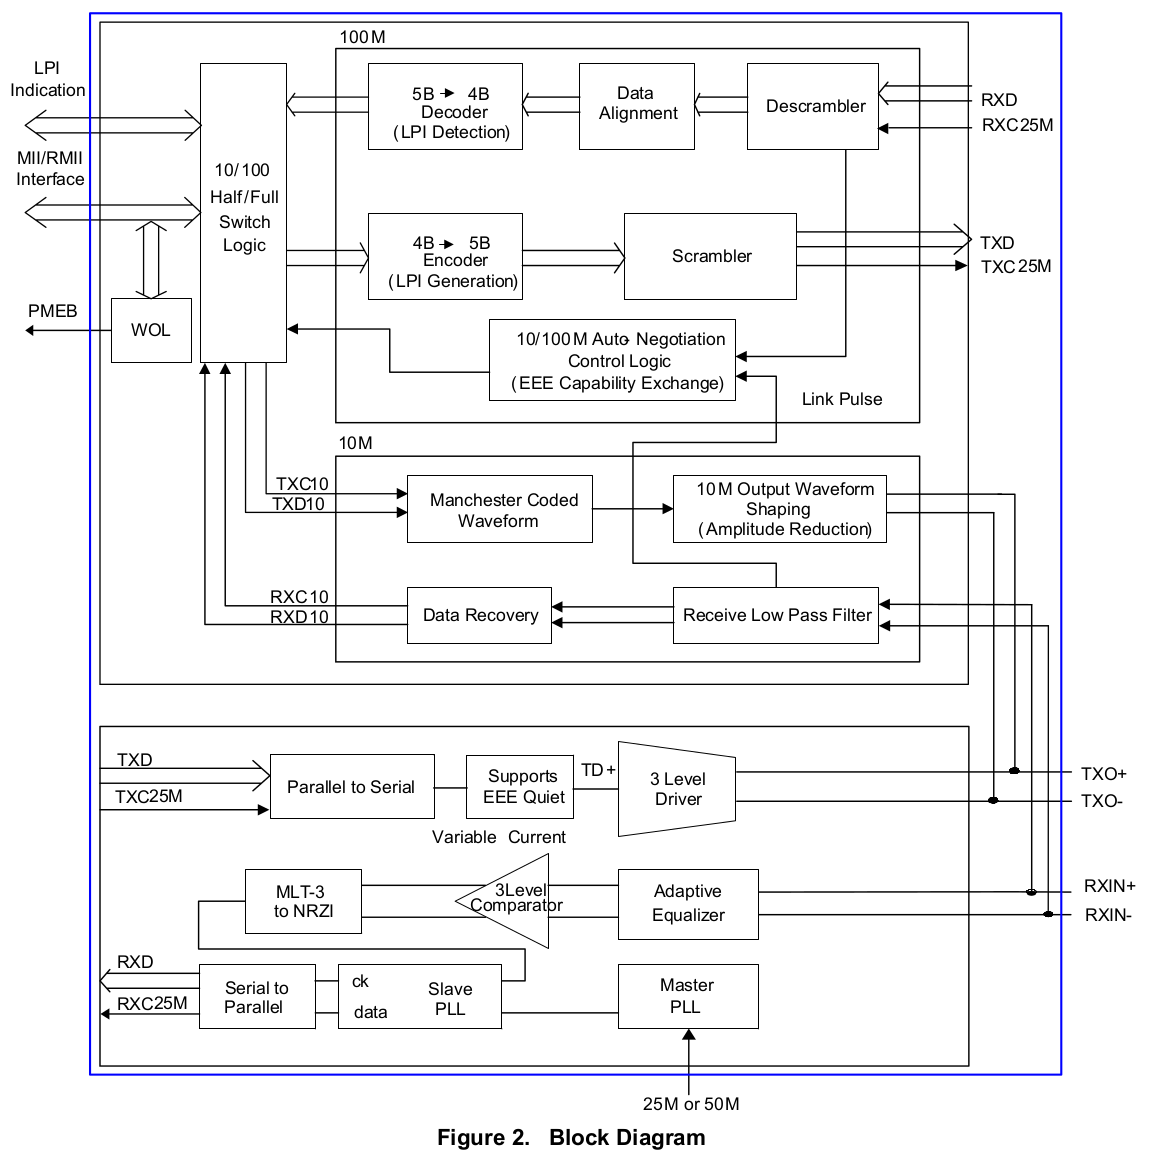 100M
LPI
Indication
MII/RMII
Interface
PMEB
WOL
10/100
Half/Full
Switch
Logic
5B 4B
Decoder
(LPI Detection)
Data
Alignment
Descrambler
RXD
RXC25M
4B 5B
Encoder
(LPI Generation)
Scrambler
TXD
TXC25M
10/100M Auto- Negotiation
Control Logic
(EEE Capability Exchange)
Link Pulse
10M
TXC10
TXD10
Manchester Coded
Waveform
10M Output Waveform
Shaping
(Amplitude Reduction)
RXC10
RXD10
Data Recovery
Receive Low Pass Filter
TXD
TXC25M
Parallel to Serial
Supports
EEE Quiet
TD+
3 Level
Driver
TXO+
TXO-
Variable Current
MLT-3
to NRZI
3Level
Comparator
Adaptive
Equalizer
RXIN+
RXIN-
RXD
RXC25M
Serial to
Parallel
ck
data
Slave
PLL
Master
PLL
25M or 50M
Figure 2. Block Diagram